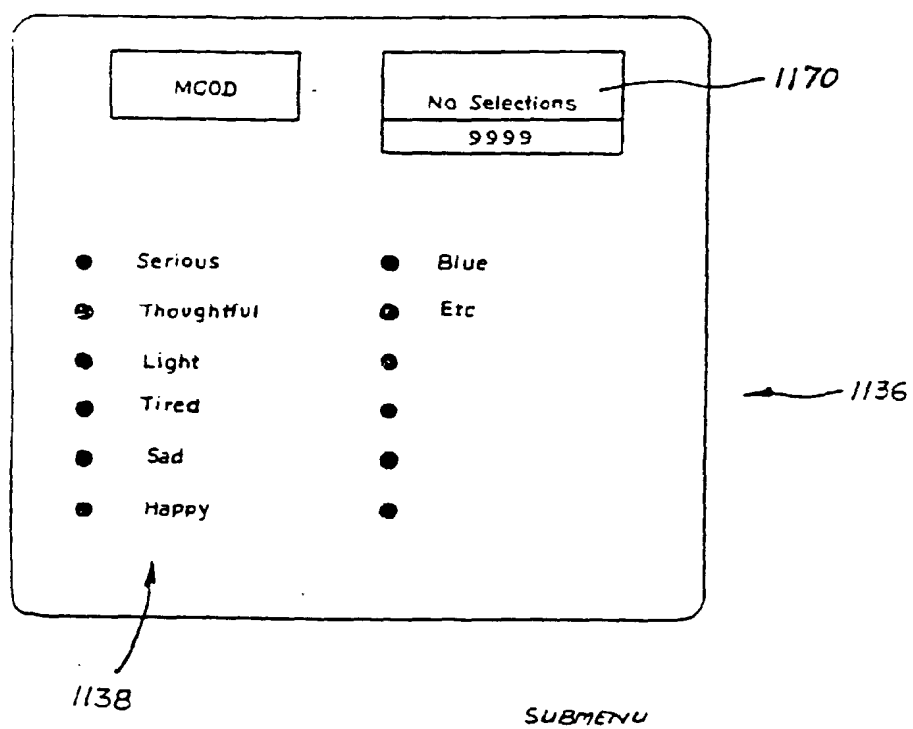 MOOD
No Selections
9999
1170
Serious
Thoughtful
Light
Tired
Sad
Happy
Blue
Etc
1136
1138
SUBMENU